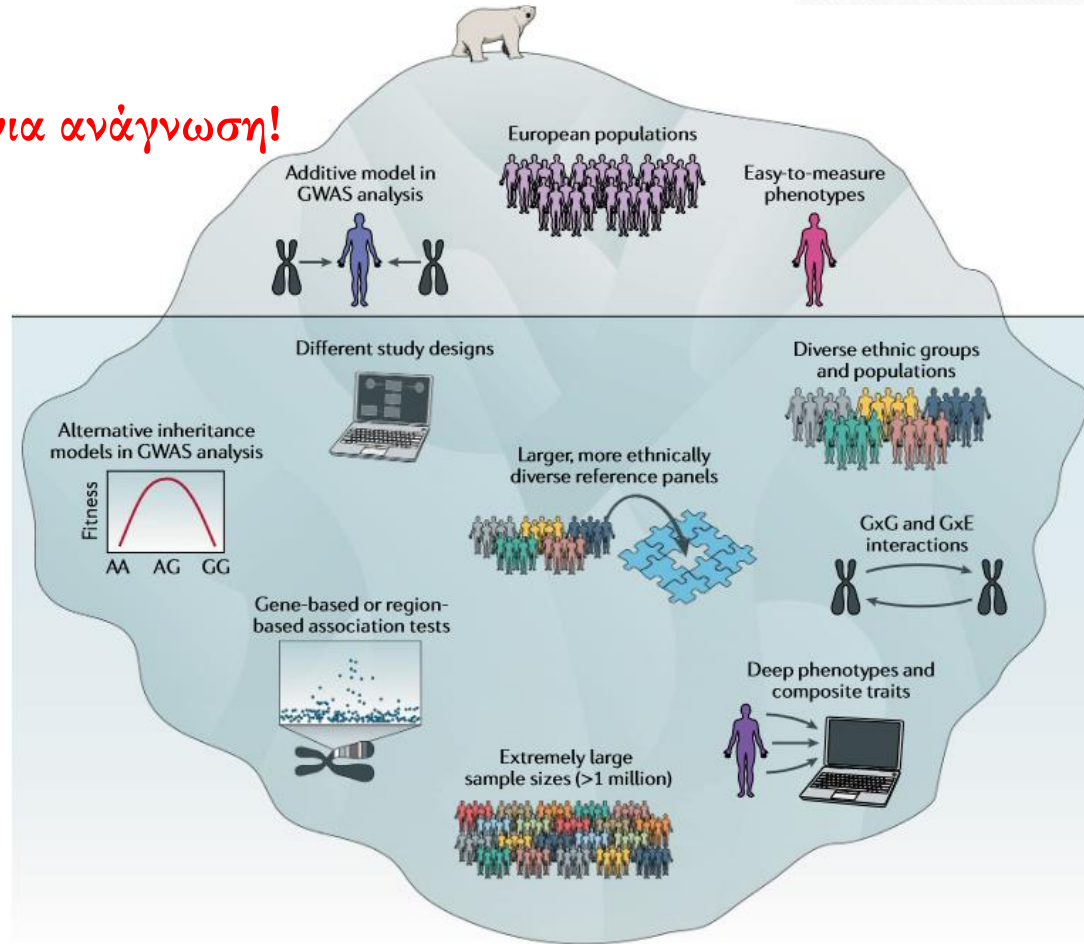 για ανάγνωση!
European populations
Additive model in
GWAS analysis
Easy-to-measure
phenotypes
Different study designs
Diverse ethnic groups
and populations
Alternative inheritance
models in GWAS analysis
Fitness
AA AG GG
Larger, more ethnically
diverse reference panels
GxG and GxE
interactions
Gene-based or region-
based association tests
Deep phenotypes and
composite traits
Extremely large
sample sizes (>1 million)